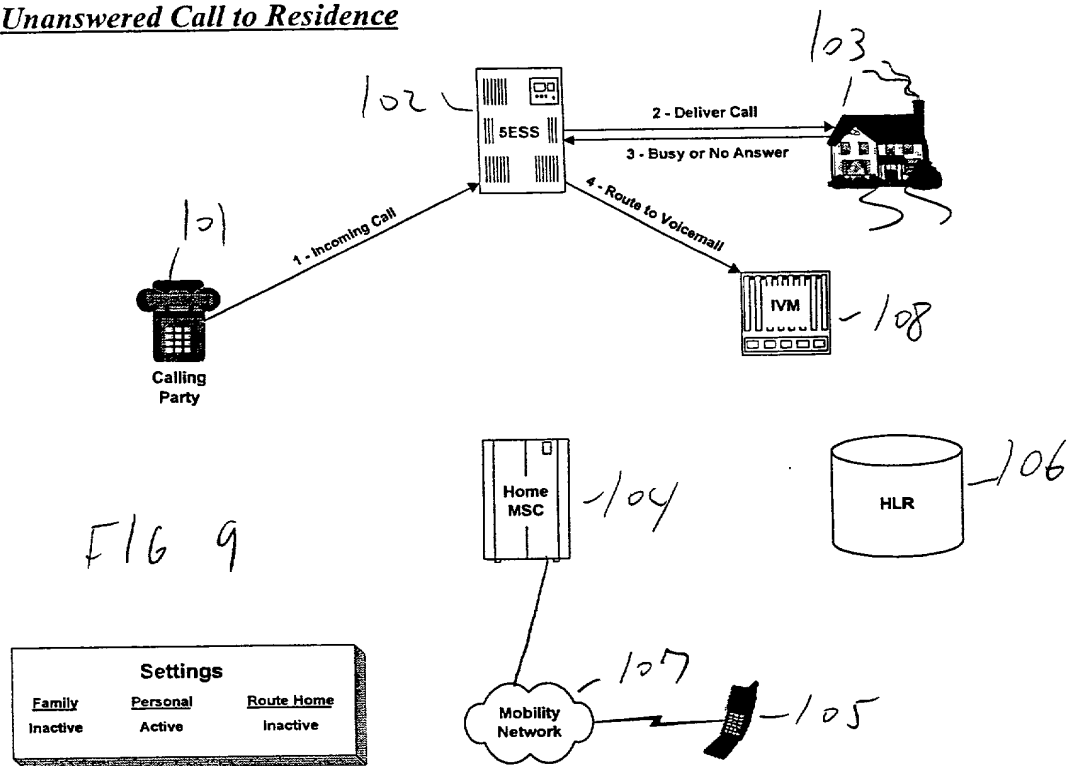 Unanswered Call to Residence
103
102
2 - Deliver Call
5ESS
3 - Busy or No Answer
4 - Route to Voicemail
101
1 - Incoming Call
IVM
108
Calling
Party
Home
MSC
104
HLR
106
FIG 9
Settings
Family Personal Route Home
Inactive Active Inactive
107
Mobility
Network
105